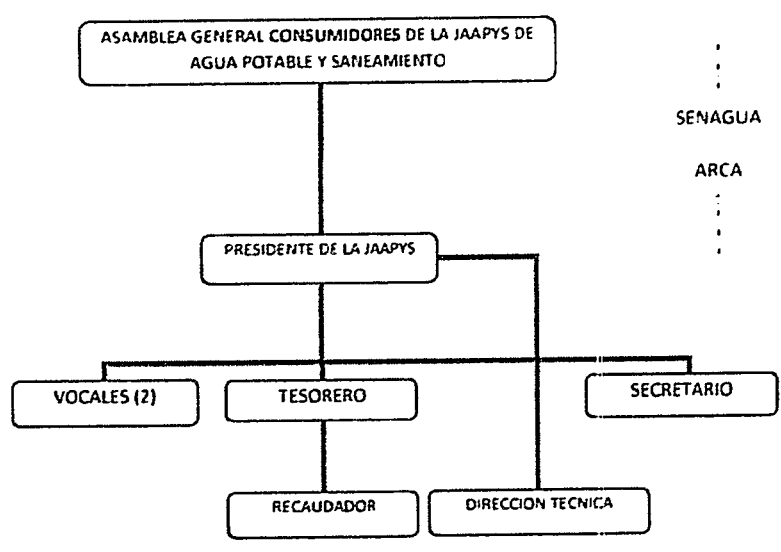 ASAMBLEA GENERAL CONSUMIDORES DE LA JAAPYS DE
AGUA POTABLE Y SANEAMIENTO
SENAGUA
ARCA
PRESIDENTE DE LA JAAPYS
VOCALES (2)
TESORERO
SECRETARIO
RECAUDADOR
DIRECCION TECNICA